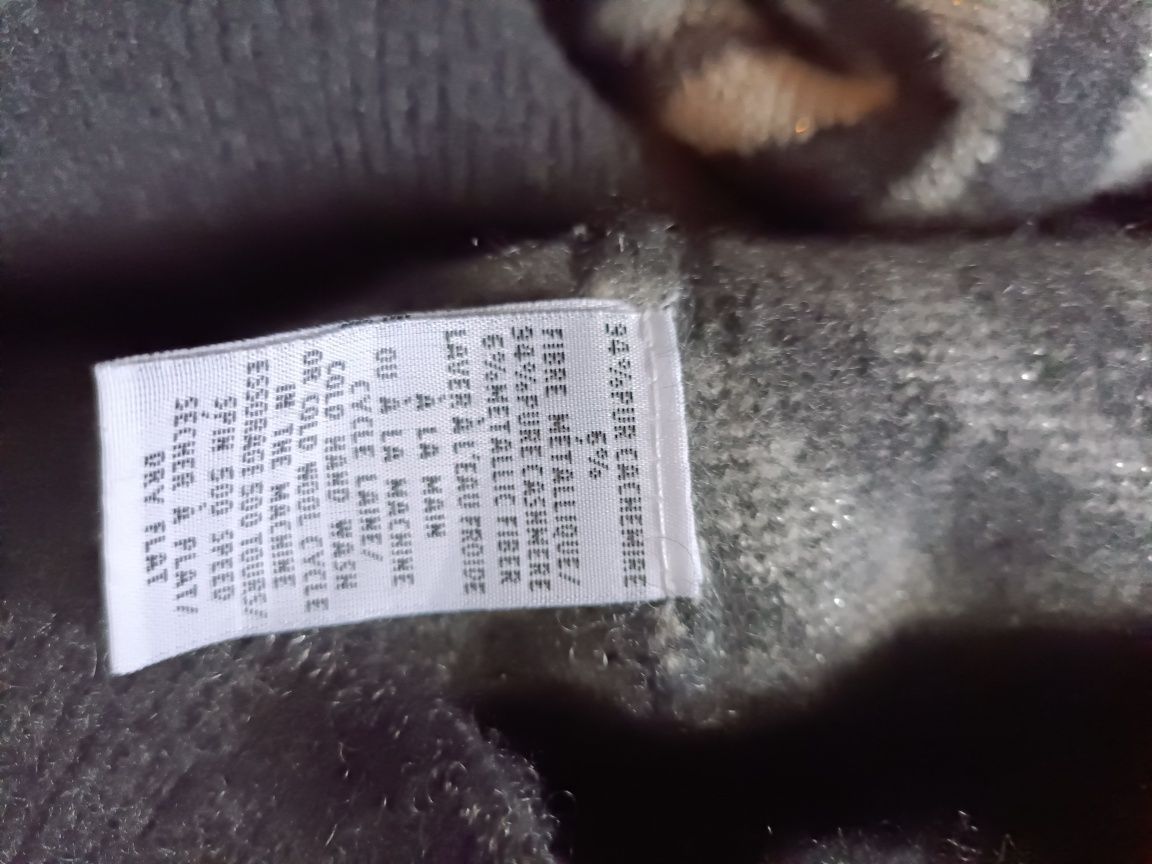 94%PUR CACHEMIRE
6%
FIBRE MÉTALLIQUE/
94%PURE CASHMERE
6%METALLIC FIBER
LAVER À L'EAU FROIDE
À LA MAIN
OU À LA MACHINE
CYCLE LAINE/
COLD HAND WASH
OR COLD WOOL CYCLE
IN THE MACHINE
ESSORAGE 500 TOURS/
SPIN 500 SPEED
SÉCHER À PLAT/
DRY FLAT